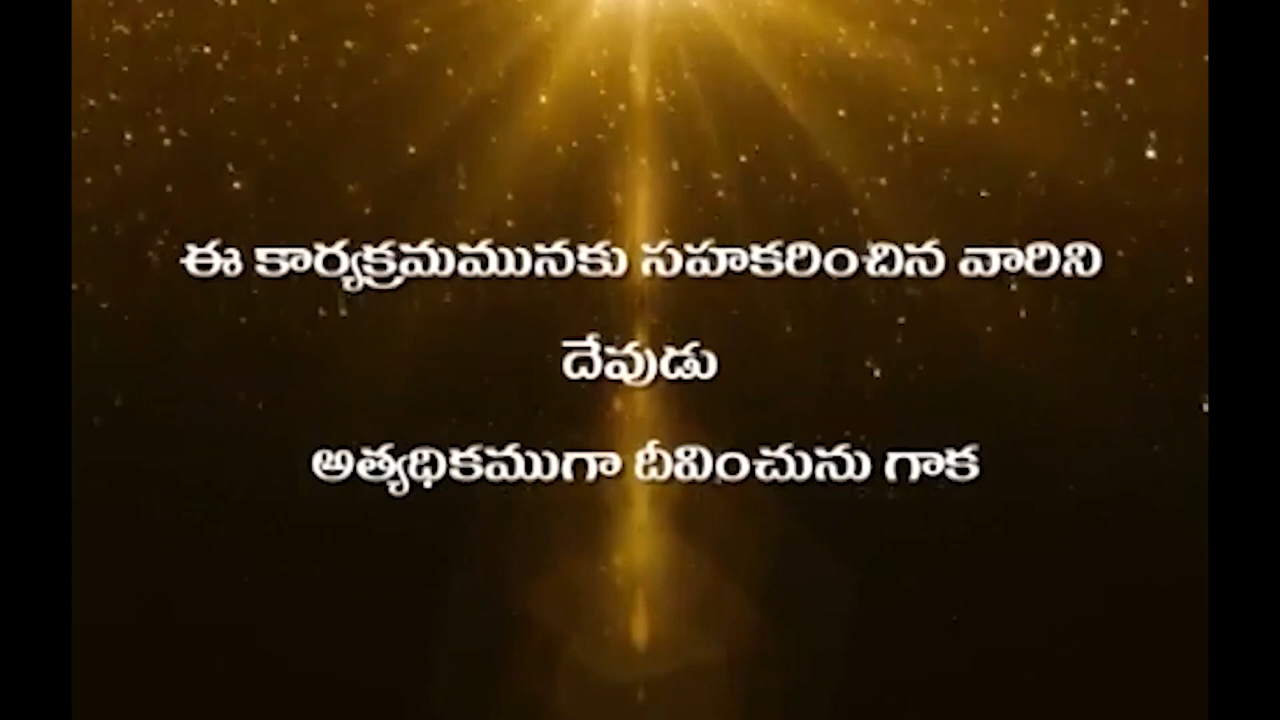 ఈ కార్యక్రమమునకు సహకరించిన వారిని
దేవుడు
అత్యధికముగా దీవించును గాక